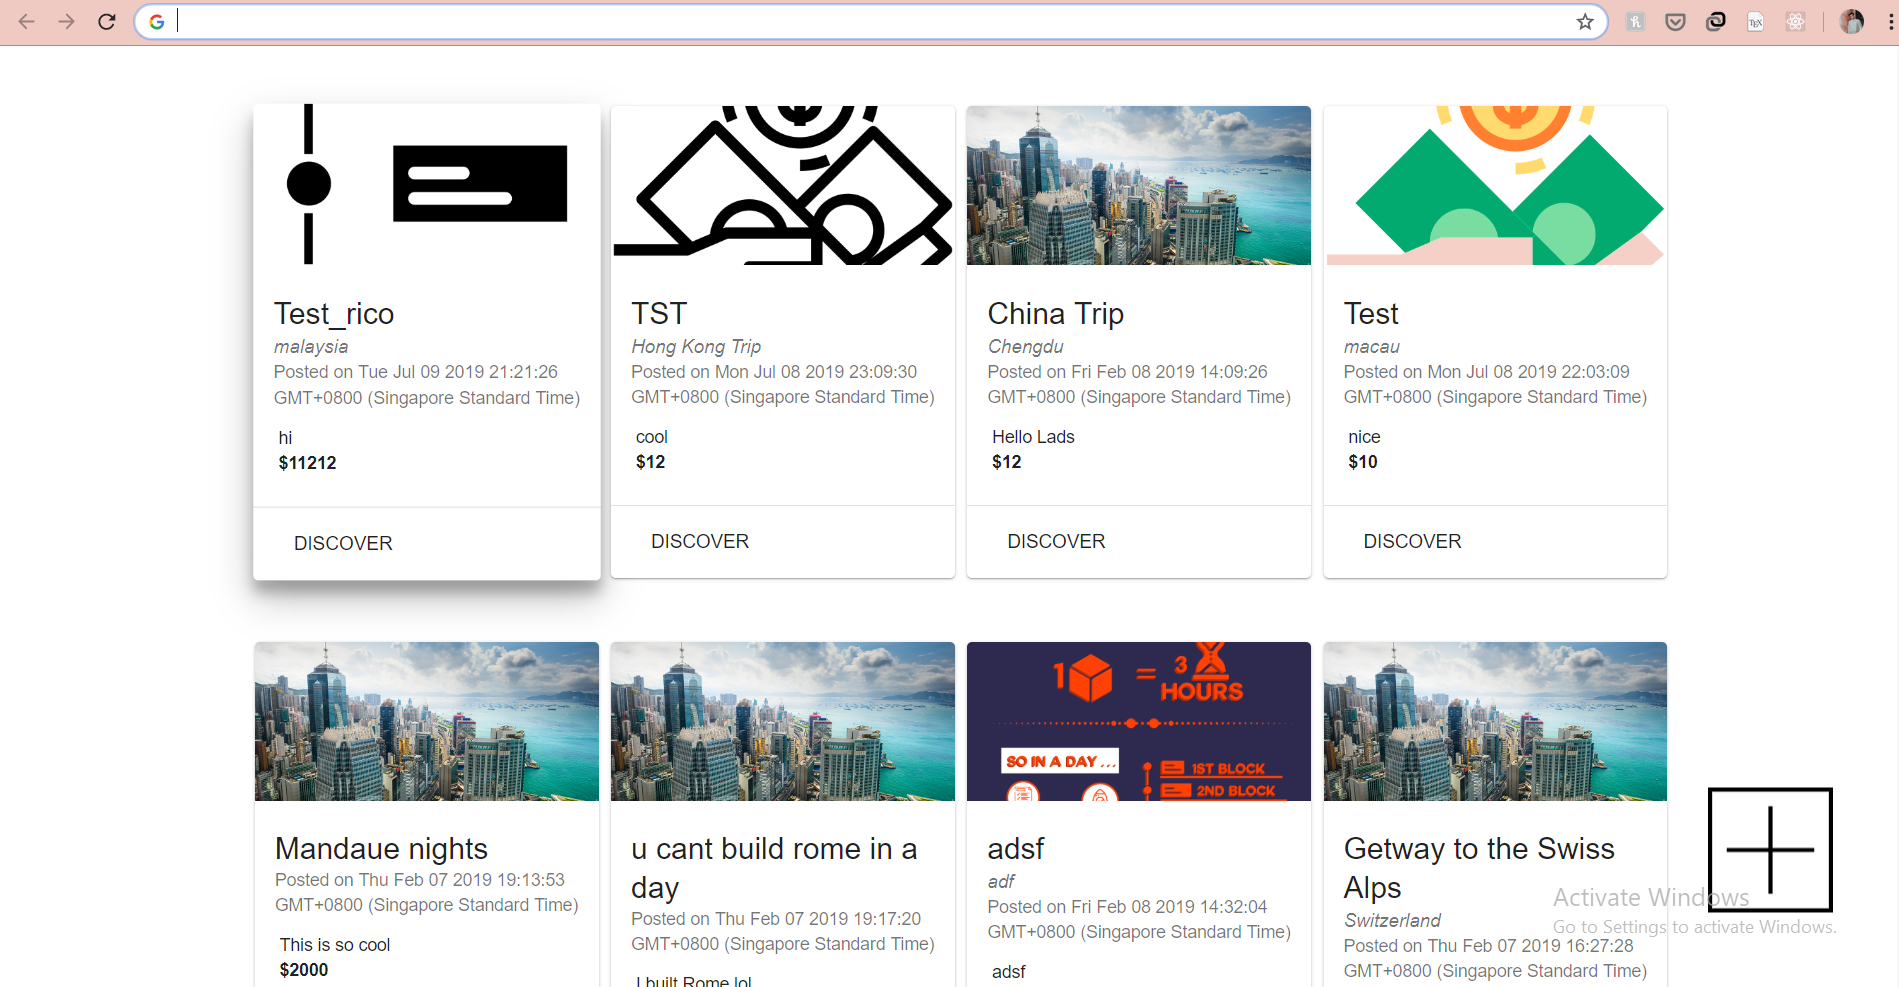 Test_rico
malaysia
Posted on Tue Jul 09 2019 21:21:26
GMT+0800 (Singapore Standard Time)
hi
$11212
DISCOVER
TST
Hong Kong Trip
Posted on Mon Jul 08 2019 23:09:30
GMT+0800 (Singapore Standard Time)
cool
$12
DISCOVER
China Trip
Chengdu
Posted on Fri Feb 08 2019 14:09:26
GMT+0800 (Singapore Standard Time)
Hello Lads
$12
DISCOVER
Test
macau
Posted on Mon Jul 08 2019 22:03:09
GMT+0800 (Singapore Standard Time)
nice
$10
DISCOVER
Mandaue nights
Posted on Thu Feb 07 2019 19:13:53
GMT+0800 (Singapore Standard Time)
This is so cool
$2000
u cant build rome in a
day
Posted on Thu Feb 07 2019 19:17:20
GMT+0800 (Singapore Standard Time)
I built Rome lol
1 = 3
HOURS
SO IN A DAY ...
1ST BLOCK
2ND BLOCK
adsf
adf
Posted on Fri Feb 08 2019 14:32:04
GMT+0800 (Singapore Standard Time)
adsf
Getway to the Swiss
Alps
Switzerland
Posted on Thu Feb 07 2019 16:27:28
GMT+0800 (Singapore Standard Time)
Activate Windows
Go to Settings to activate Windows.